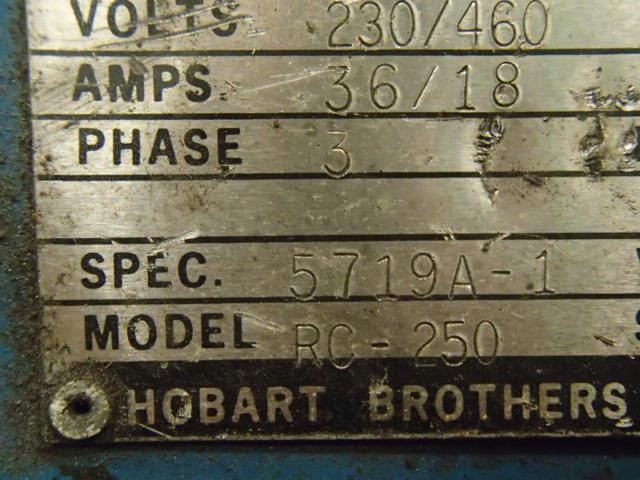 VOLTS 230/460
AMPS. 36/18
PHASE 3
SPEC. 5719A-1
MODEL RC-250
HOBART BROTHERS